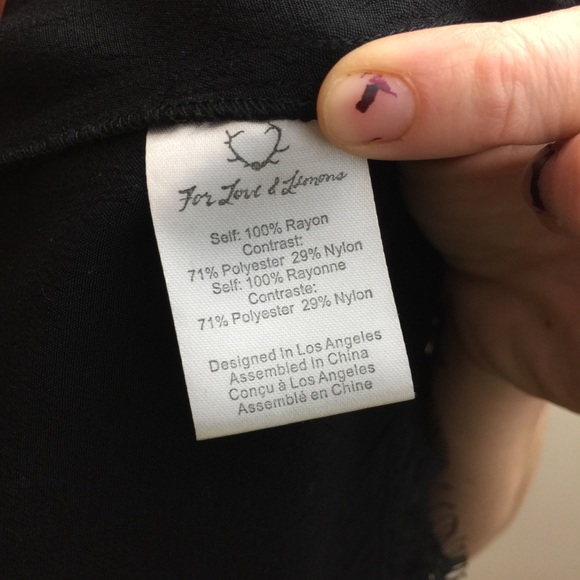 For Love & Lemons
Self: 100% Rayon
Contrast:
71% Polyester 29% Nylon
Self: 100% Rayonne
Contraste:
71% Polyester 29% Nylon
Designed In Los Angeles
Assembled In China
Conçu à Los Angeles
Assemblé en Chine